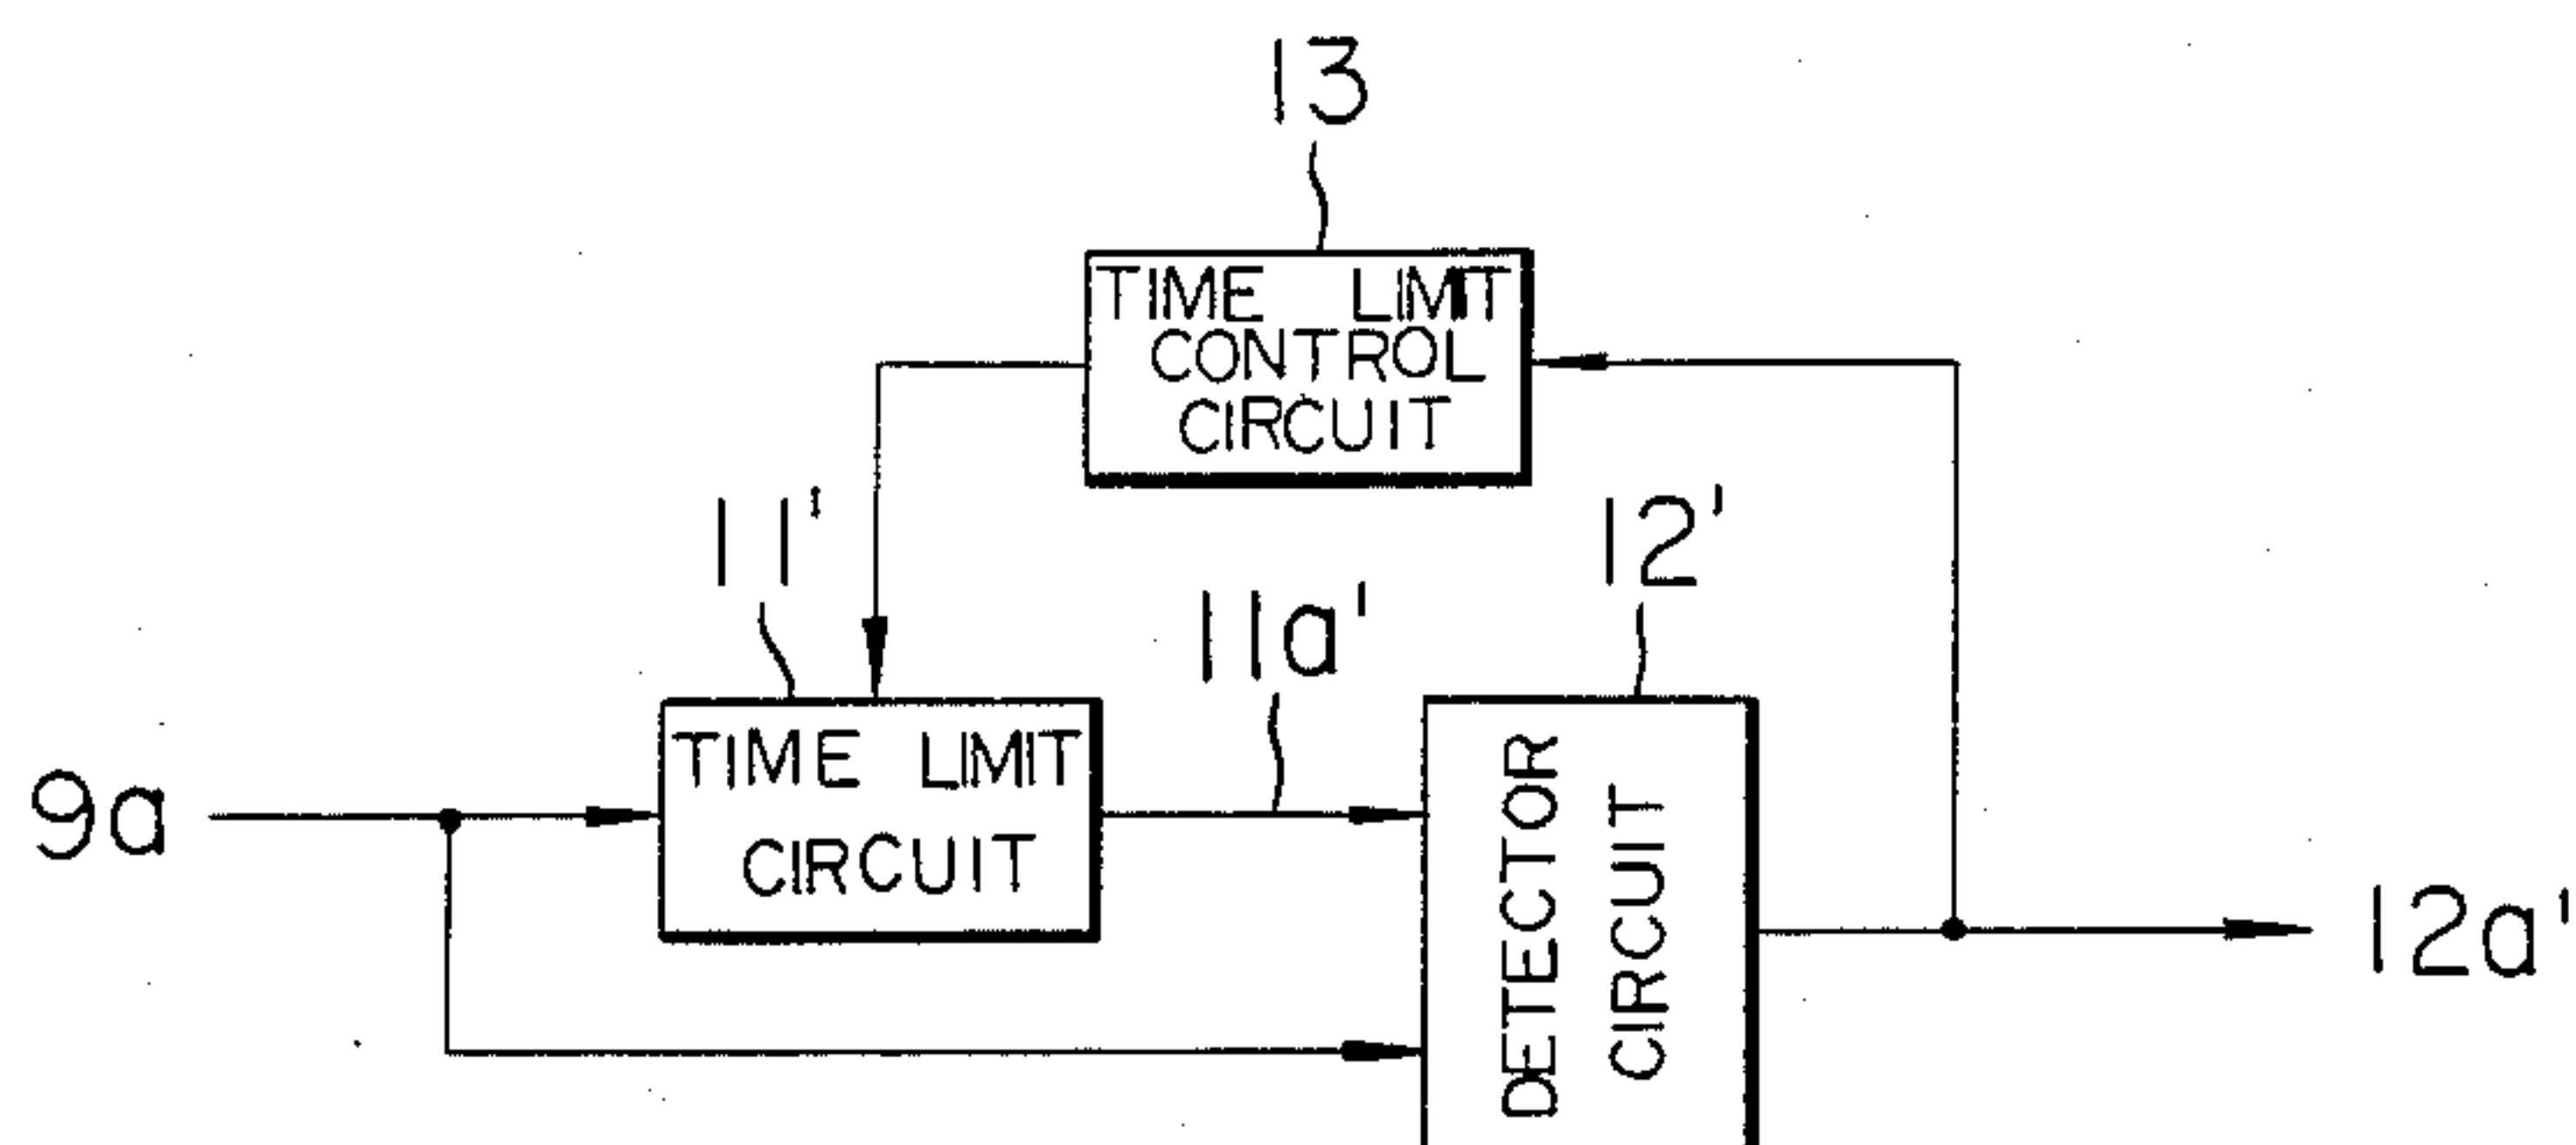 13
TIME LIMIT
CONTROL
CIRCUIT
11'
12'
11a'
TIME LIMIT
CIRCUIT
9a
DETECTOR
CIRCUIT
12a'